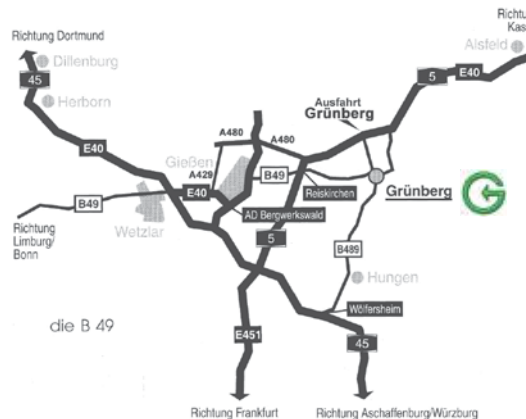 Richtung Dortmund
Richtu
Kas
Alsfeld
Dillenburg
45
5
E40
Herborn
Ausfahrt
Grünberg
E40
A480
A480
Gießen
A429
B49
Reiskirchen
Grünberg
B49
E40
AD Bergwerkswald
Wetzlar
Richtung
Limburg/
Bonn
5
B489
Hungen
Wölfersheim
die B 49
E451
45
Richtung Frankfurt
Richtung Aschaffenburg/Würzburg